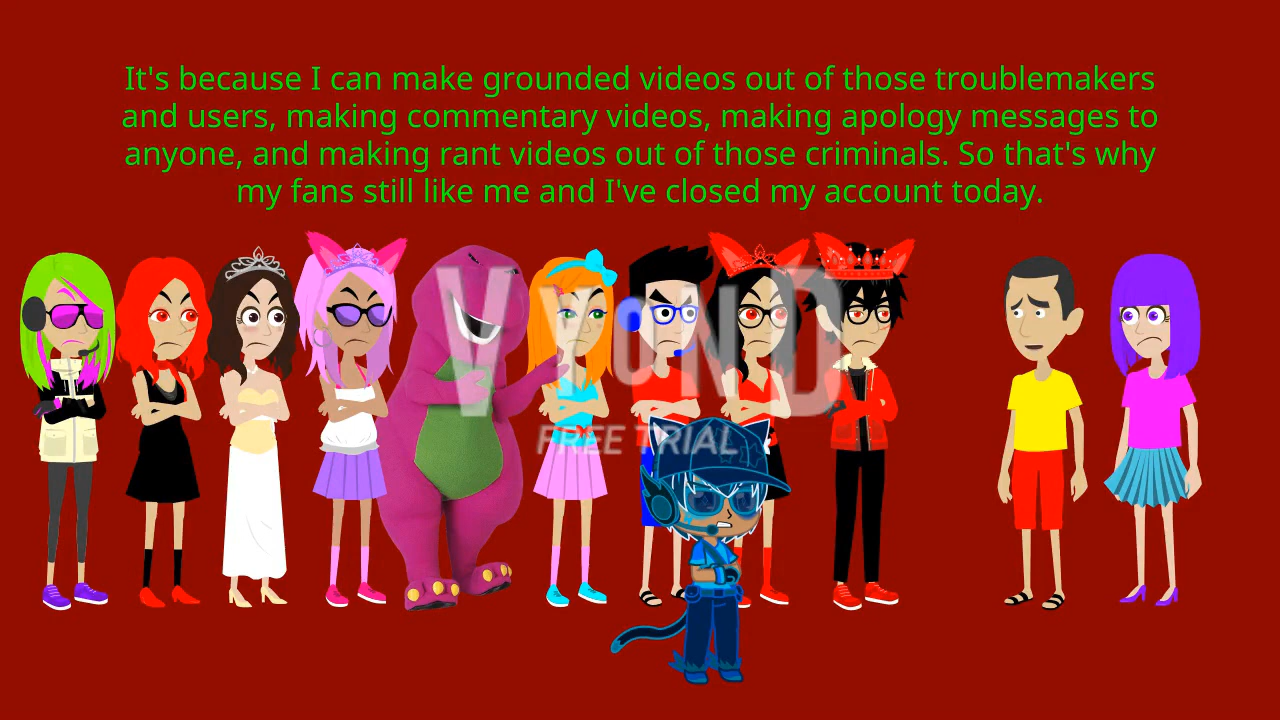 It's because I can make grounded videos out of those troublemakers
and users, making commentary videos, making apology messages to
anyone, and making rant videos out of those criminals. So that's why
my fans still like me and I've closed my account today.
VYOND
FREE TRIAL